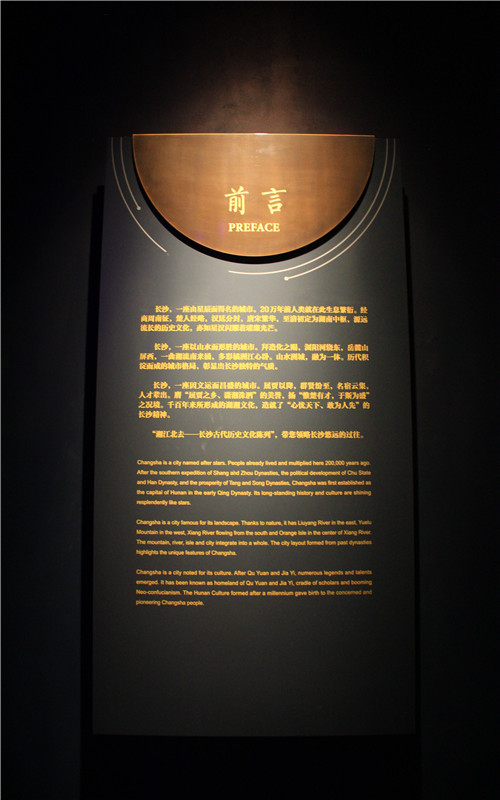 前言
PREFACE
长沙，一座由星辰而得名的城市。20万年前人类就在此生息繁衍，经
商周南征，楚人经略，汉廷分封，唐宋繁华，至清初定为湖南中枢，源远
流长的历史文化，亦如星汉闪耀着璀璨光芒。
长沙，一座以山水而形胜的城市。拜造化之赐，浏阳河绕东，岳麓山
屏西，一曲湘流南来涌，多彩橘洲江心卧，山水洲城，融为一体，历代积
淀而成的城市格局，彰显出长沙独特的气质。
长沙，一座因文运而昌盛的城市。屈贾以降，群贤纷至，名宿云集，
人才辈出。膺“屈贾之乡、潇湘洙泗”的美誉，扬“惟楚有才，于斯为盛”
之况境。千百年来所形成的湖湘文化，造就了“心忧天下、敢为人先”的
长沙精神。
“湘江北去——长沙古代历史文化陈列”，带您领略长沙悠远的过往。
Changsha is a city named after stars. People already lived and multiplied here 200,000 years ago.
After the southern expedition of Shang ahd Zhou Dynasties, the political development of Chu State
and Han Dynasty, and the prosperity of Tang and Song Dynasties, Changsha was first established as
the capital of Hunan in the early Qing Dynasty. Its long-standing history and culture are shining
resplendently like stars.
Changsha is a city famous for its landscape. Thanks to nature, it has Liuyang River in the east, Yuelu
Mountain in the west, Xiang River flowing from the south and Orange Isle in the center of Xiang River.
The mountain, river, isle and city integrate into a whole. The city layout formed from past dynasties
highlights the unique features of Changsha.
Changsha is a city noted for its culture. After Qu Yuan and Jia Yi, numerous legends and talents
emerged. It has been known as homeland of Qu Yuan and Jia Yi, cradle of scholars and booming
Neo-confucianism. The Hunan Culture formed after a millennium gave birth to the concerned and
pioneering Changsha people.